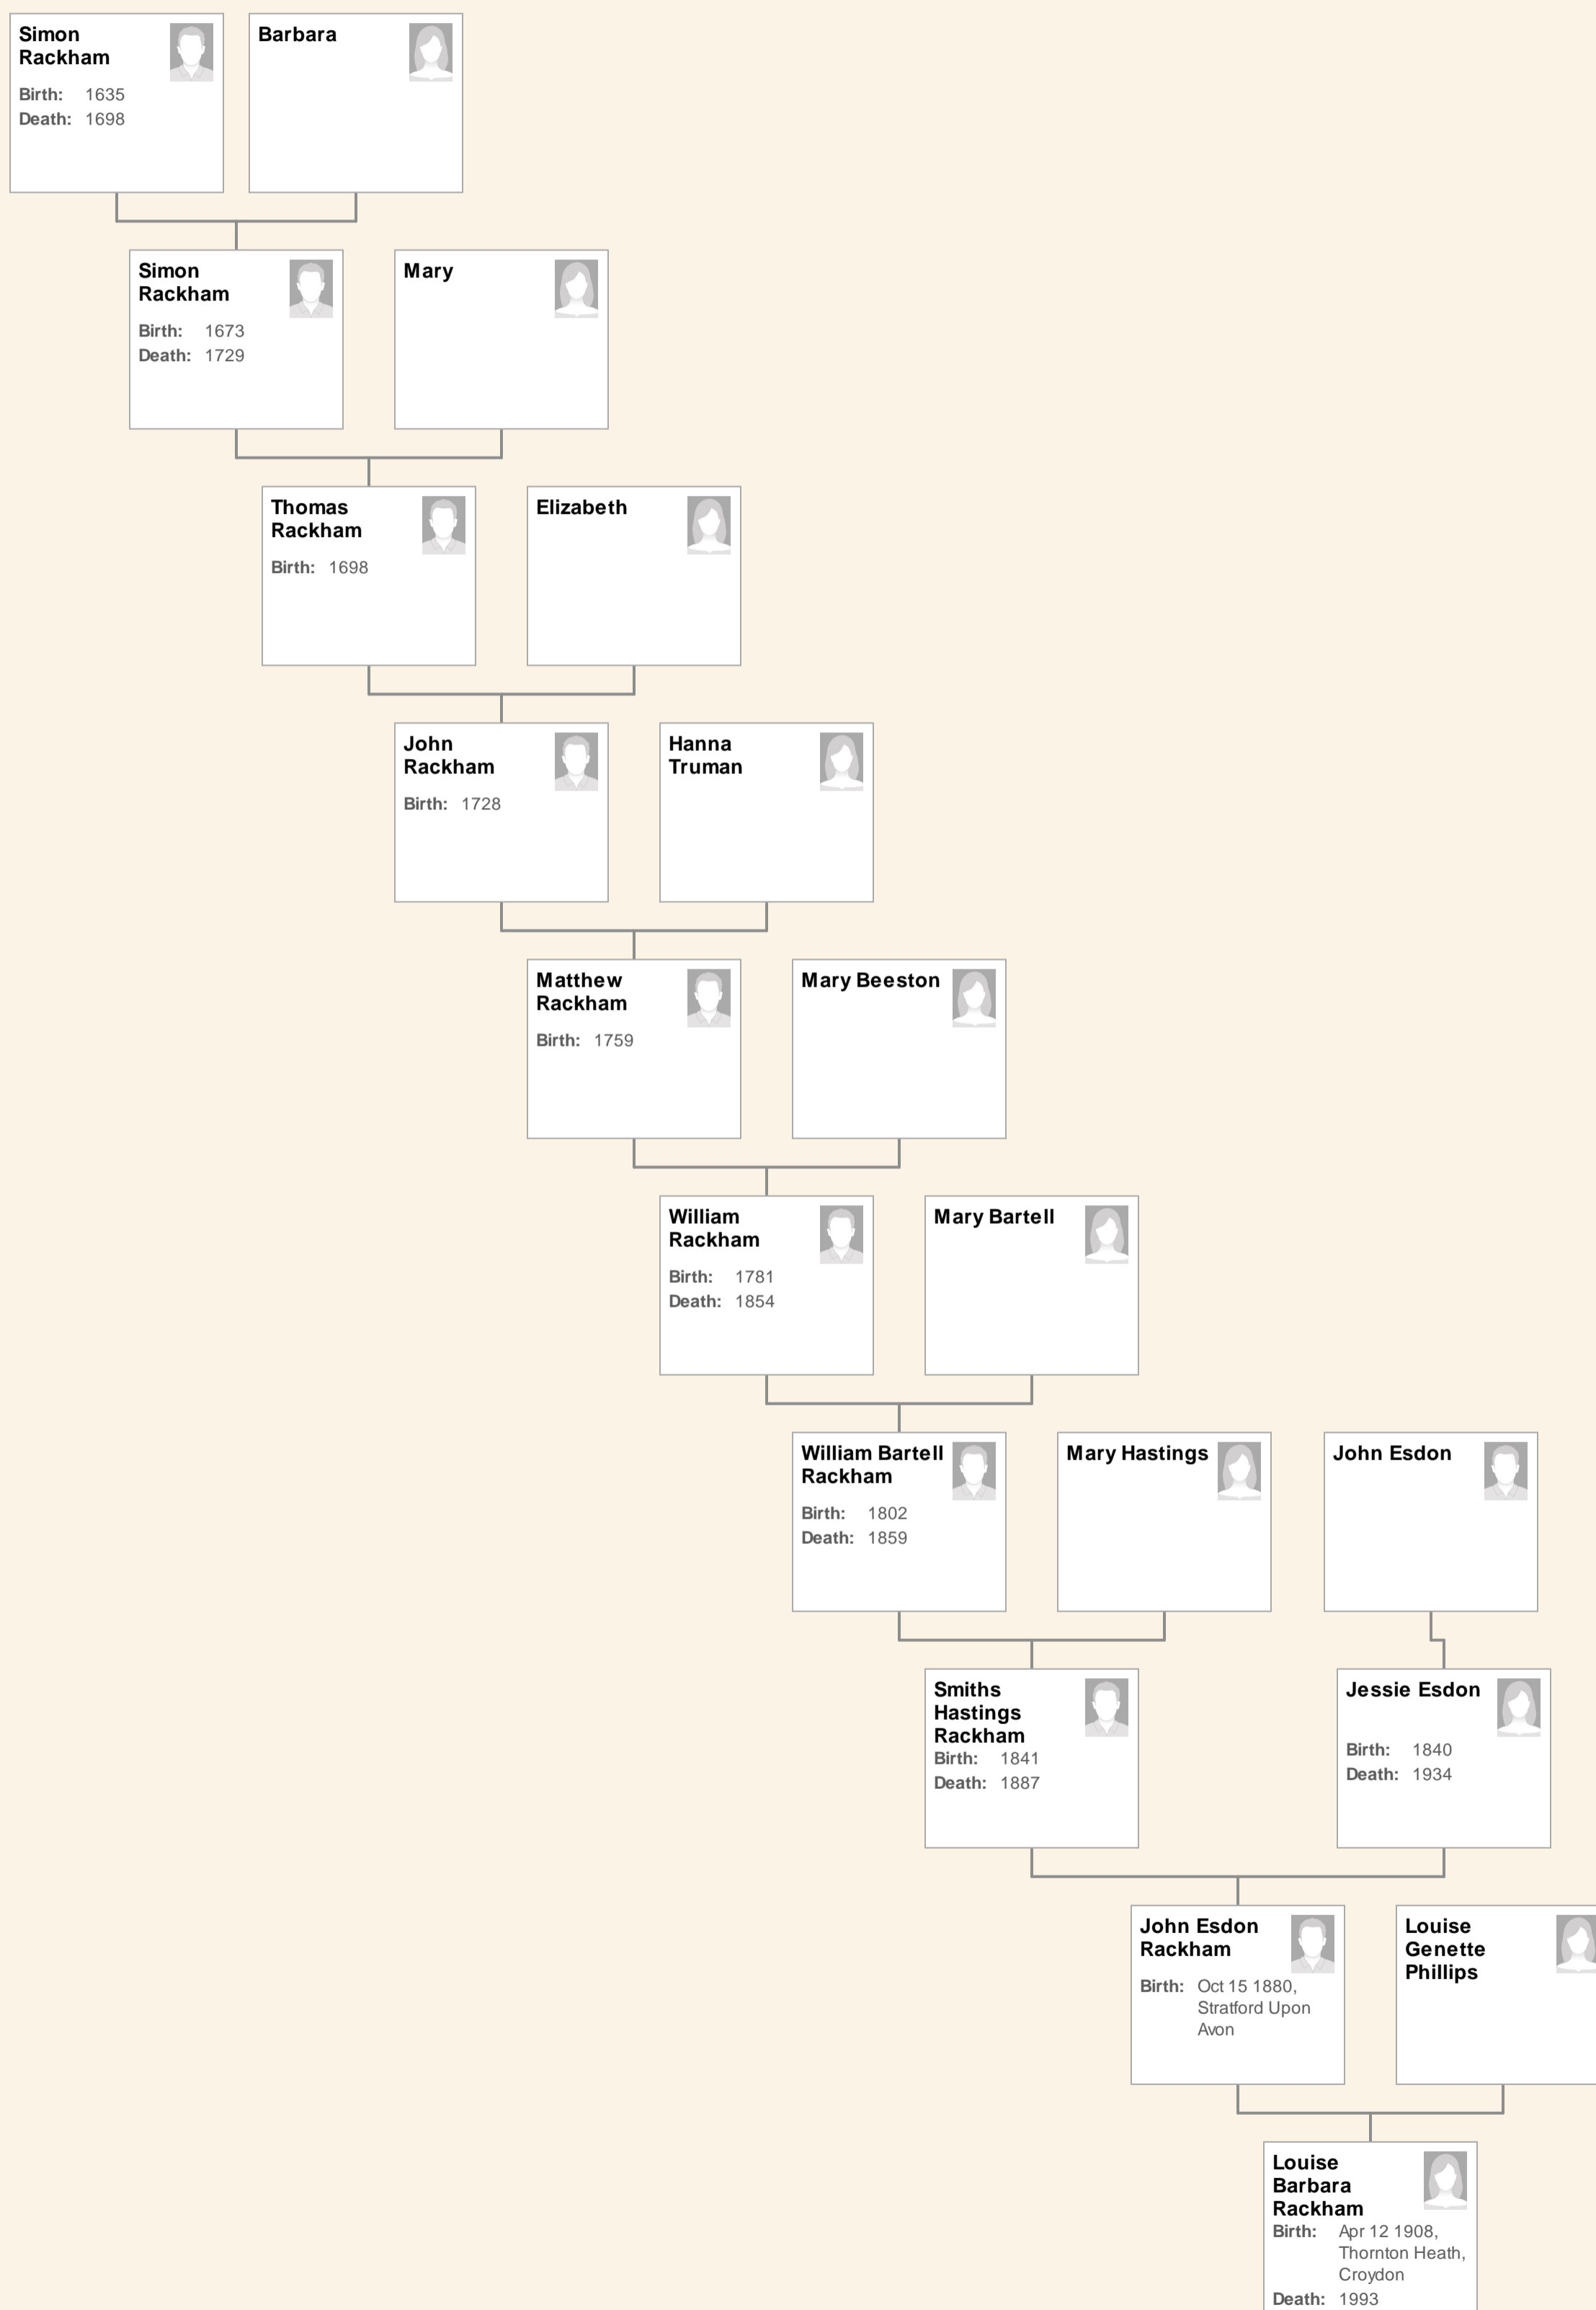 Simon
Rackham
Birth: 1635
Death: 1698
Barbara
Simon
Rackham
Birth: 1673
Death: 1729
Mary
Thomas
Rackham
Birth: 1698
Elizabeth
John
Rackham
Birth: 1728
Hanna
Truman
Matthew
Rackham
Birth: 1759
Mary Beeston
William
Rackham
Birth: 1781
Death: 1854
Mary Bartell
William Bartell
Rackham
Birth: 1802
Death: 1859
Mary Hastings
John Esdon
Smiths
Hastings
Rackham
Birth: 1841
Death: 1887
Jessie Esdon
Birth: 1840
Death: 1934
John Esdon
Rackham
Birth: Oct 15 1880,
Stratford Upon
Avon
Louise
Genette
Phillips
Louise
Barbara
Rackham
Birth: Apr 12 1908,
Thornton Heath,
Croydon
Death: 1993